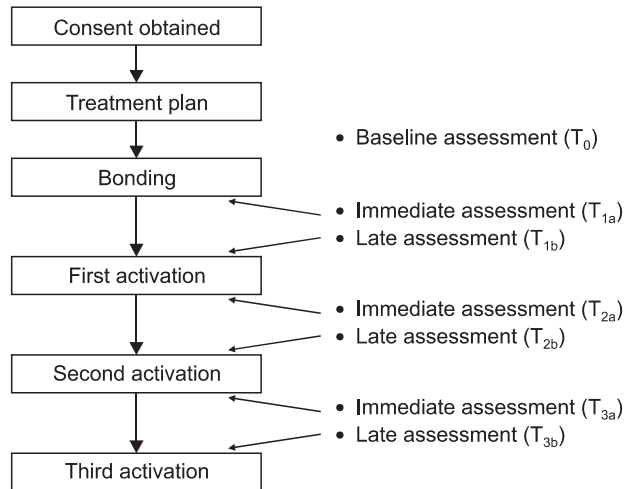 Consent obtained
Treatment plan
• Baseline assessment (T₀)
Bonding
• Immediate assessment (T₁ₐ)
• Late assessment (T₁b)
First activation
• Immediate assessment (T₂ₐ)
• Late assessment (T₂b)
Second activation
• Immediate assessment (T₃ₐ)
• Late assessment (T₃b)
Third activation